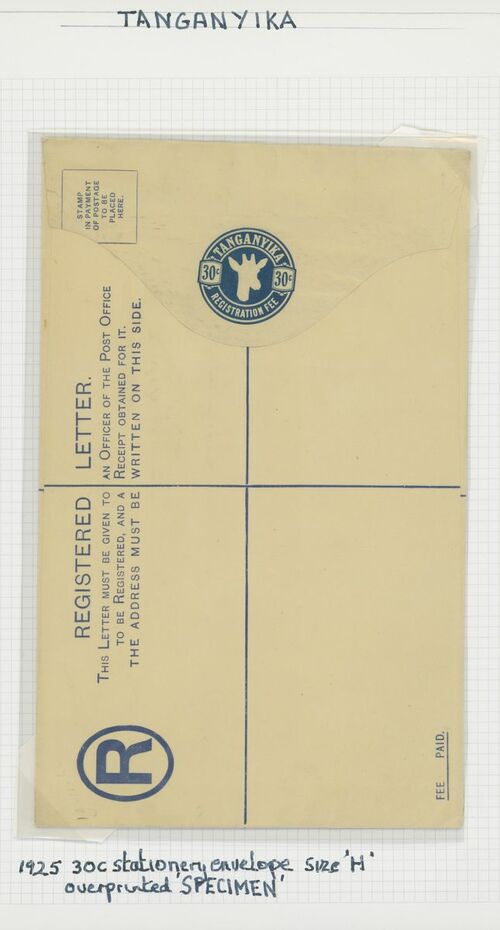 TANGANYIKA
STAMP
IN PAYMENT
OF POSTAGE
TO BE
PLACED
HERE.
TANGANYIKA
30c 30c
REGISTRATION FEE
REGISTERED LETTER.
THIS LETTER MUST BE GIVEN TO AN OFFICER OF THE POST OFFICE
TO BE REGISTERED, AND A RECEIPT OBTAINED FOR IT.
THE ADDRESS MUST BE WRITTEN ON THIS SIDE.
R
FEE PAID.
1925 30c stationery envelope size 'H'
overprinted 'SPECIMEN'